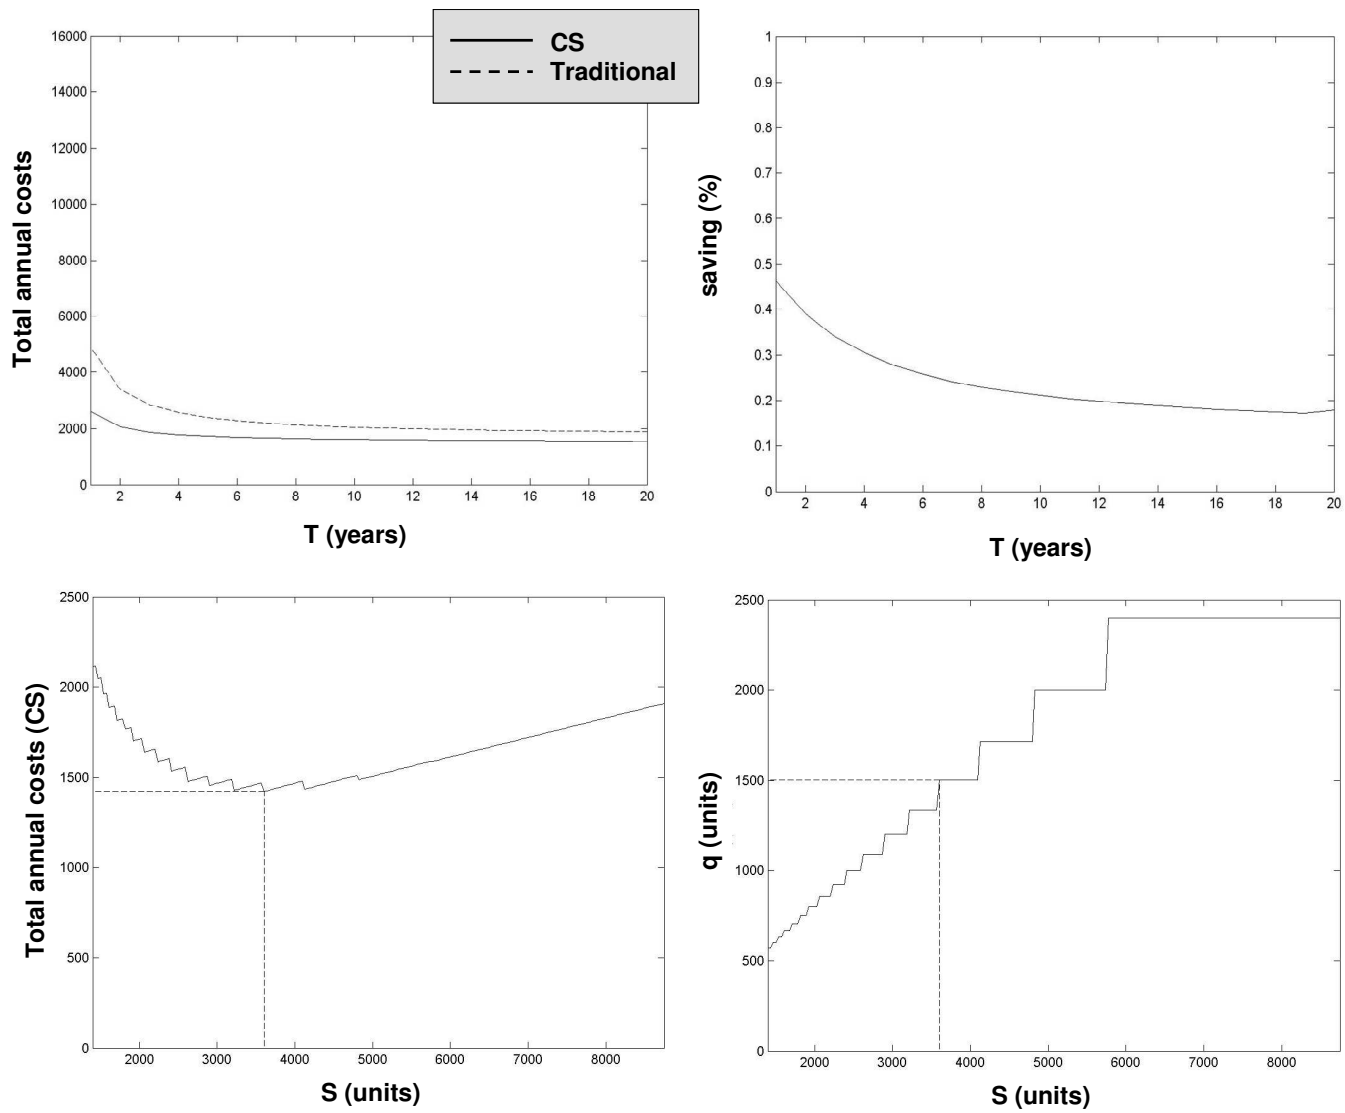 CS
Traditional
16000
14000
12000
10000
8000
6000
4000
2000
0
2 4 6 8 10 12 14 16 18 20
Total annual costs
T (years)
1
0.9
0.8
0.7
0.6
0.5
0.4
0.3
0.2
0.1
0
2 4 6 8 10 12 14 16 18 20
saving (%)
T (years)
2500
2000
1500
1000
500
0
2000 3000 4000 5000 6000 7000 8000
Total annual costs (CS)
S (units)
2500
2000
1500
1000
500
0
2000 3000 4000 5000 6000 7000 8000
q (units)
S (units)